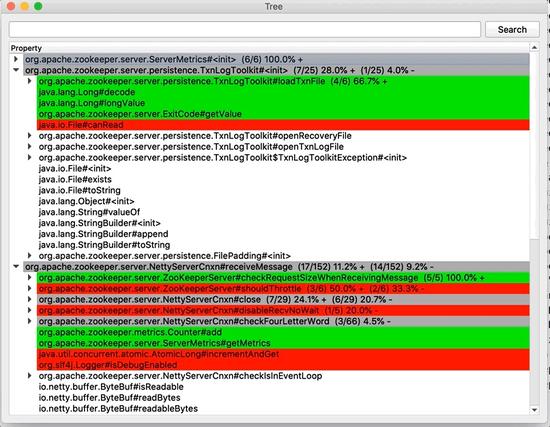 Tree
Search
Property
org.apache.zookeeper.server.ServerMetrics#<init> (6/6) 100.0% +
org.apache.zookeeper.server.persistence.TxnLogToolkit#<init> (7/25) 28.0% + (1/25) 4.0% -
org.apache.zookeeper.server.persistence.TxnLogToolkit#loadTxnFile (4/6) 66.7% +
java.lang.Long#decode
java.lang.Long#longValue
org.apache.zookeeper.server.ExitCode#getValue
java.io.File#canRead
org.apache.zookeeper.server.persistence.TxnLogToolkit#openRecoveryFile
org.apache.zookeeper.server.persistence.TxnLogToolkit#openTxnLogFile
org.apache.zookeeper.server.persistence.TxnLogToolkit$TxnLogToolkitException#<init>
java.io.File#<init>
java.io.File#exists
java.io.File#toString
java.lang.Object#<init>
java.lang.String#valueOf
java.lang.StringBuilder#<init>
java.lang.StringBuilder#append
java.lang.StringBuilder#toString
org.apache.zookeeper.server.persistence.FilePadding#<init>
org.apache.zookeeper.server.NettyServerCnxn#receiveMessage (17/152) 11.2% + (14/152) 9.2% -
org.apache.zookeeper.server.ZooKeeperServer#checkRequestSizeWhenReceivingMessage (5/5) 100.0% +
org.apache.zookeeper.server.ZooKeeperServer#shouldThrottle (3/6) 50.0% + (2/6) 33.3% -
org.apache.zookeeper.server.NettyServerCnxn#close (7/29) 24.1% + (6/29) 20.7% -
org.apache.zookeeper.server.NettyServerCnxn#disableRecvNoWait (1/5) 20.0% -
org.apache.zookeeper.server.NettyServerCnxn#checkFourLetterWord (3/66) 4.5% -
org.apache.zookeeper.metrics.Counter#add
org.apache.zookeeper.server.ServerMetrics#getMetrics
java.util.concurrent.atomic.AtomicLong#incrementAndGet
org.slf4j.Logger#isDebugEnabled
org.apache.zookeeper.server.NettyServerCnxn#checkIsInEventLoop
io.netty.buffer.ByteBuf#isReadable
io.netty.buffer.ByteBuf#readBytes
io.netty.buffer.ByteBuf#readableBytes